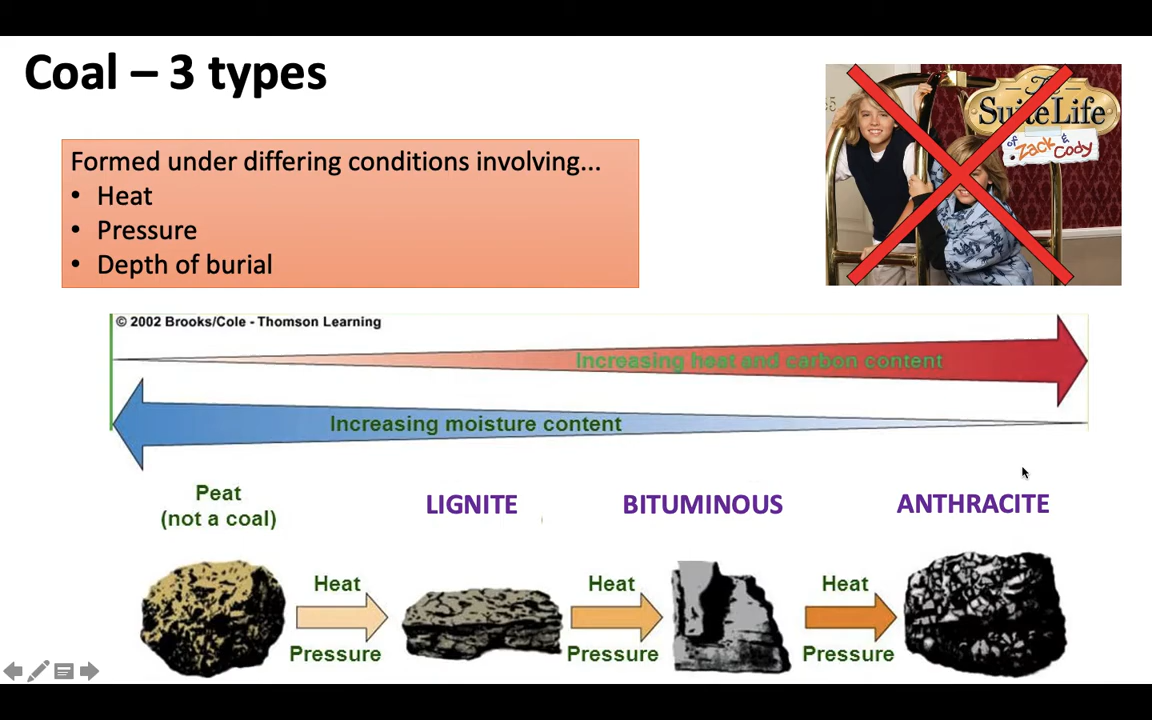 Coal – 3 types
The
SuiteLife
of Zack & Cody
Formed under differing conditions involving...
• Heat
• Pressure
• Depth of burial
© 2002 Brooks/Cole - Thomson Learning
Increasing heat and carbon content
Increasing moisture content
Peat
(not a coal)
LIGNITE
BITUMINOUS
ANTHRACITE
Heat
Heat
Heat
Pressure
Pressure
Pressure